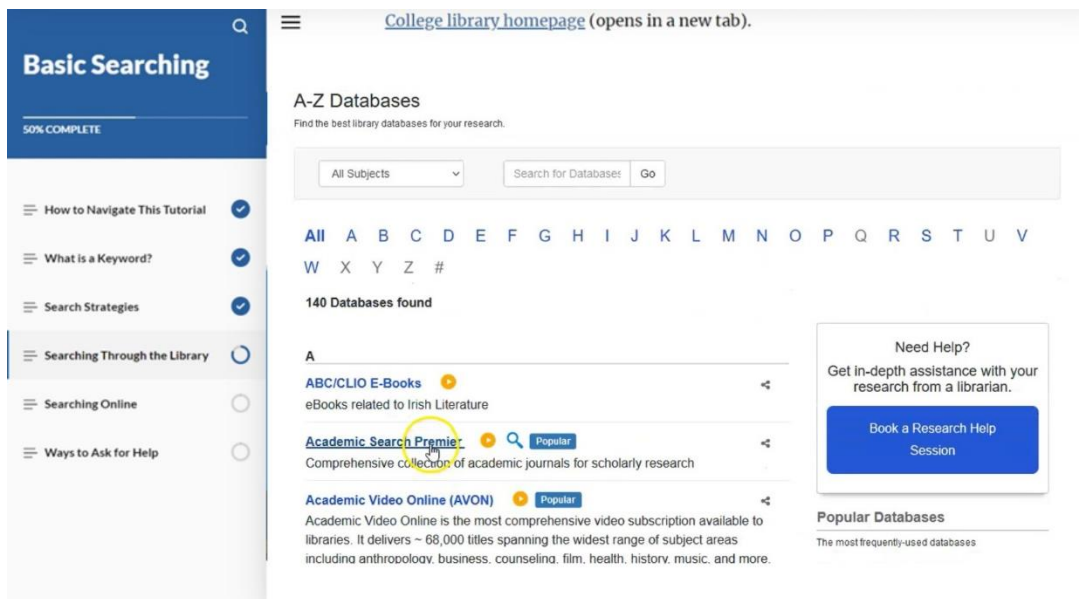 Basic Searching
50% COMPLETE
How to Navigate This Tutorial
What is a Keyword?
Search Strategies
Searching Through the Library
Searching Online
Ways to Ask for Help
College library homepage (opens in a new tab).
A-Z Databases
Find the best library databases for your research.
All Subjects
Search for Databases
Go
All A B C D E F G H I J K L M N O P Q R S T U V
W X Y Z #
140 Databases found
A
ABC/CLIO E-Books
eBooks related to Irish Literature
Academic Search Premier
Popular
Comprehensive collection of academic journals for scholarly research
Academic Video Online (AVON)
Popular
Academic Video Online is the most comprehensive video subscription available to
libraries. It delivers ~ 68,000 titles spanning the widest range of subject areas
including anthropology, business, counseling, film, health, history, music, and more.
Need Help?
Get in-depth assistance with your
research from a librarian.
Book a Research Help
Session
Popular Databases
The most frequently-used databases